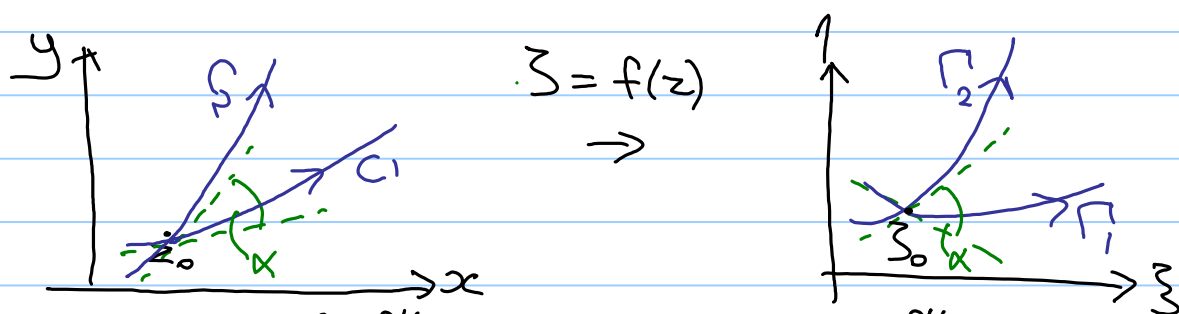 y
C2
C1
z₀
α
x
ζ = f(z)
→
η
Γ₂
Γ₁
ζ₀
α
ξ